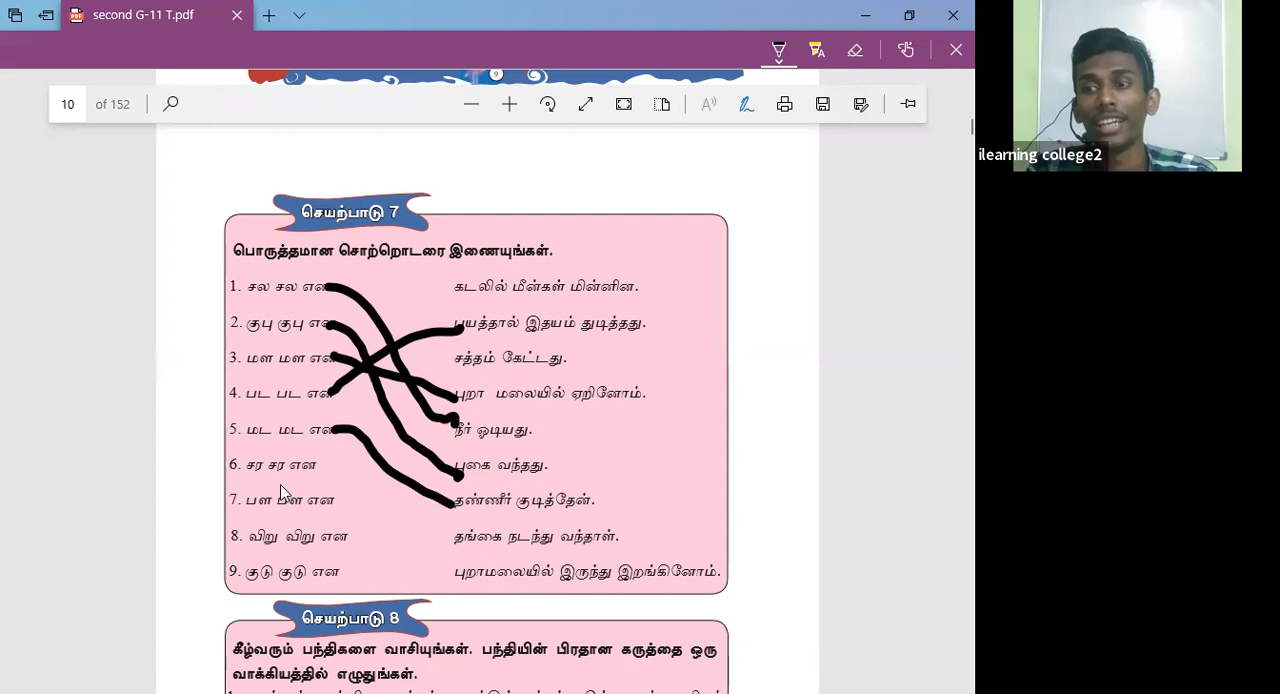 second G-11 T.pdf
10 of 152
9
ilearning college2
செயற்பாடு 7
பொருத்தமான சொற்றொடரை இணையுங்கள்.
1. சல சல என கடலில் மீன்கள் மின்னின.
2. குபு குபு என பயத்தால் இதயம் துடித்தது.
3. மள மள என சத்தம் கேட்டது.
4. பட பட என புறா மலையில் ஏறினோம்.
5. மட மட என நீர் ஓடியது.
6. சர சர என புகை வந்தது.
7. பள பள என தண்ணீர் குடித்தேன்.
8. விறு விறு என தங்கை நடந்து வந்தாள்.
9. குடு குடு என புறாமலையில் இருந்து இறங்கினோம்.
செயற்பாடு 8
கீழ்வரும் பந்திகளை வாசியுங்கள். பந்தியின் பிரதான கருத்தை ஒரு
வாக்கியத்தில் எழுதுங்கள்.